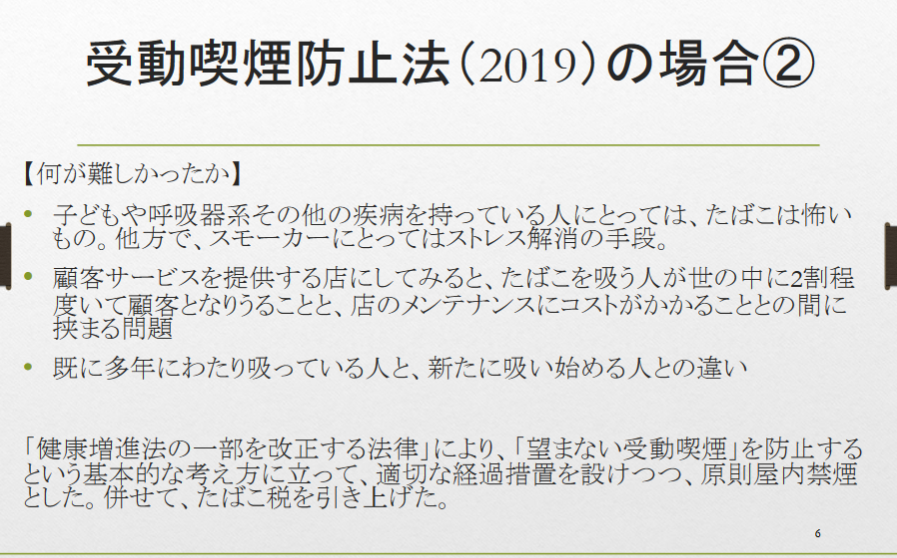 受動喫煙防止法（2019）の場合②
【何が難しかったか】
• 子どもや呼吸器系その他の疾病を持っている人にとっては、たばこは怖い
もの。他方で、スモーカーにとってはストレス解消の手段。
• 顧客サービスを提供する店にしてみると、たばこを吸う人が世の中に2割程
度いて顧客となりうることと、店のメンテナンスにコストがかかることとの間に
挟まる問題
• 既に多年にわたり吸っている人と、新たに吸い始める人との違い
「健康増進法の一部を改正する法律」により、「望まない受動喫煙」を防止する
という基本的な考え方に立って、適切な経過措置を設けつつ、原則屋内禁煙
とした。併せて、たばこ税を引き上げた。
6